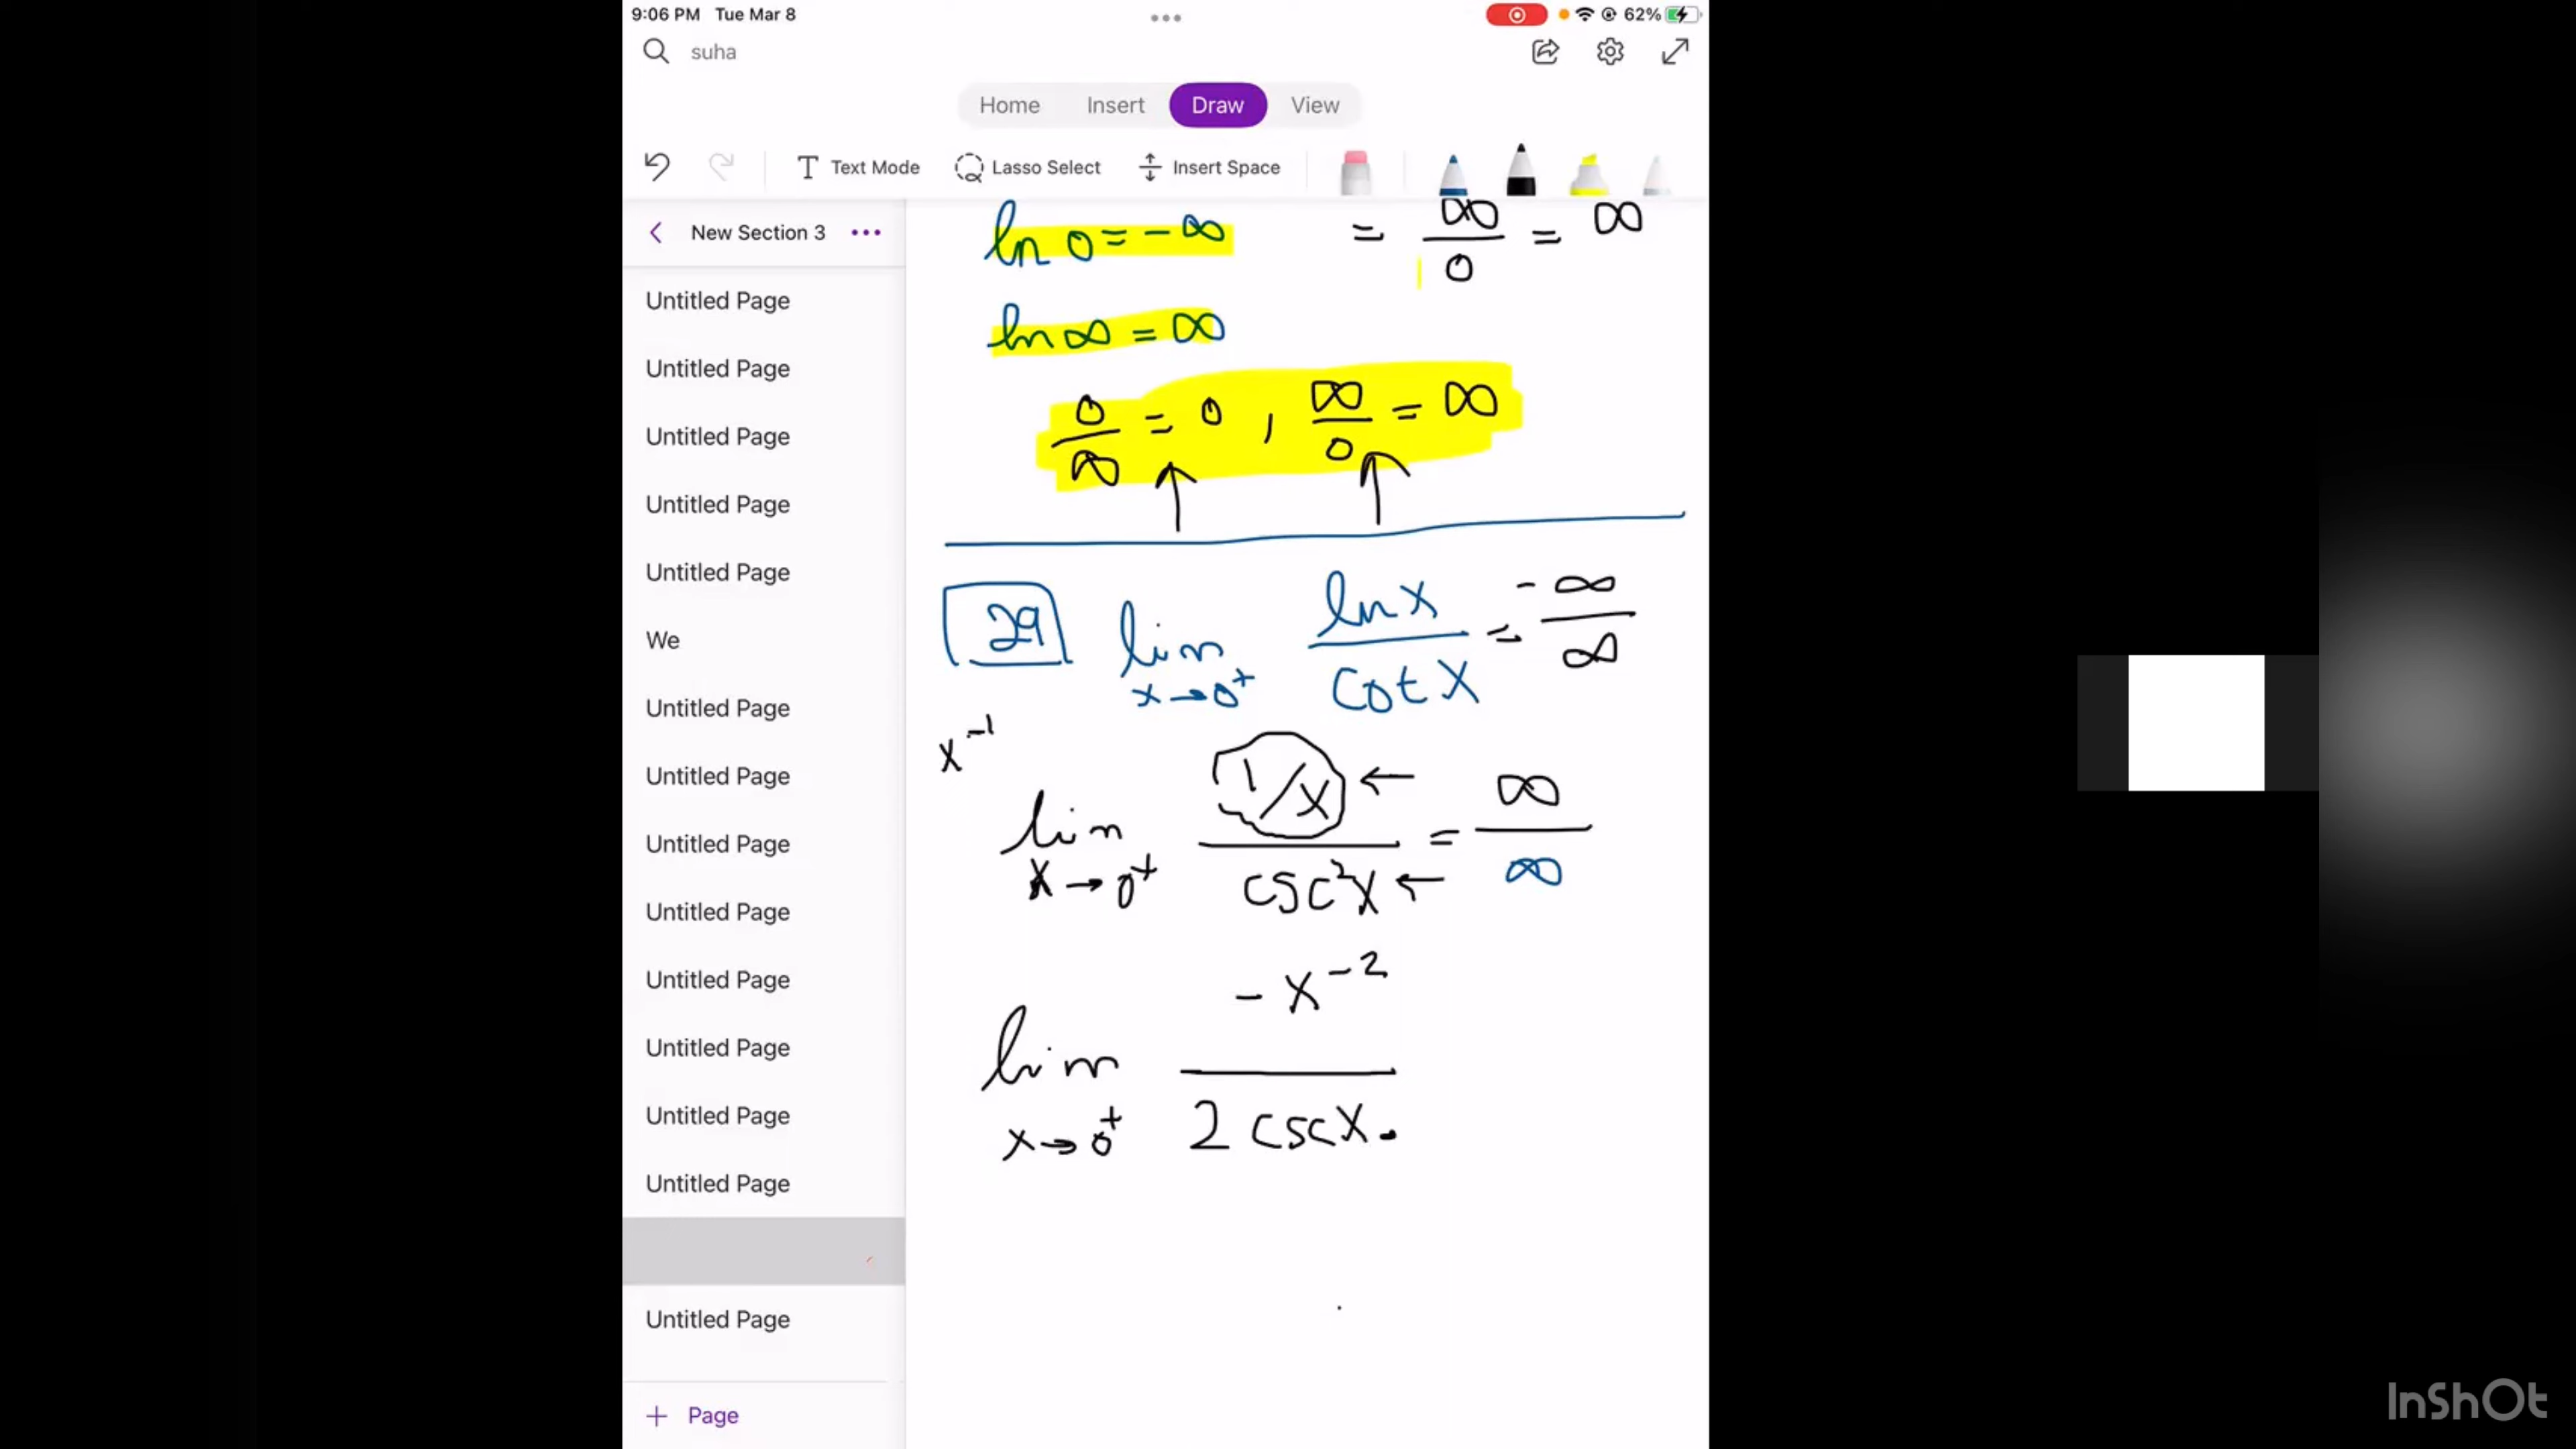 9:06 PM Tue Mar 8
62%
suha
Home Insert Draw View
T Text Mode Lasso Select Insert Space
New Section 3
Untitled Page
Untitled Page
Untitled Page
Untitled Page
Untitled Page
We
Untitled Page
Untitled Page
Untitled Page
Untitled Page
Untitled Page
Untitled Page
Untitled Page
Untitled Page
Untitled Page
+ Page
ln 0 = -∞ = ∞/0 = ∞
ln ∞ = ∞
0/∞ = 0 , ∞/0 = ∞
29 lim x→0⁺ ln x / cot x = -∞/∞
x⁻¹
lim x→0⁺ 1/x / csc²x = ∞/∞
lim x→0⁺ -x⁻² / 2 csc x.
InShOt